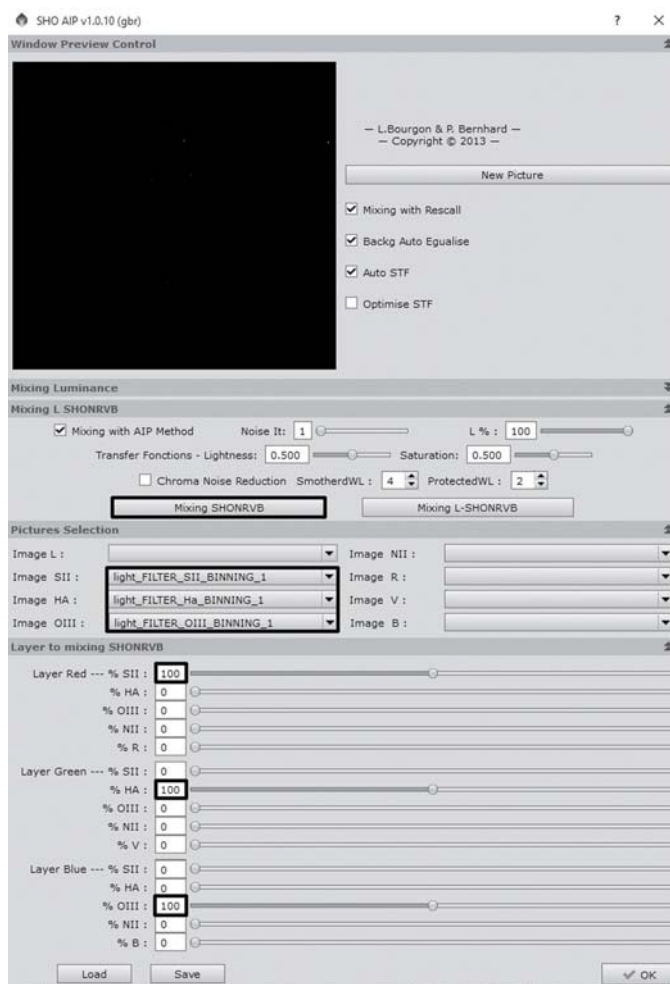 SHO AIP v1.0.10 (gbr) ? ×
Window Preview Control
— L.Bourgon & P. Bernhard —
— Copyright © 2013 —
New Picture
Mixing with Rescall
Backg Auto Egualise
Auto STF
Optimise STF
Mixing Luminance
Mixing L SHONRVB
Mixing with AIP Method Noise It: 1 L % : 100
Transfer Fonctions - Lightness: 0.500 Saturation: 0.500
Chroma Noise Reduction SmotherdWL : 4 ProtectedWL : 2
Mixing SHONRVB Mixing L-SHONRVB
Pictures Selection
Image L : Image NII :
Image SII : light_FILTER_SII_BINNING_1 Image R :
Image HA : light_FILTER_Ha_BINNING_1 Image V :
Image OIII : light_FILTER_OIII_BINNING_1 Image B :
Layer to mixing SHONRVB
Layer Red --- % SII : 100
% HA : 0
% OIII : 0
% NII : 0
% R : 0
Layer Green --- % SII : 0
% HA : 100
% OIII : 0
% NII : 0
% V : 0
Layer Blue --- % SII : 0
% HA : 0
% OIII : 100
% NII : 0
% B : 0
Load Save OK